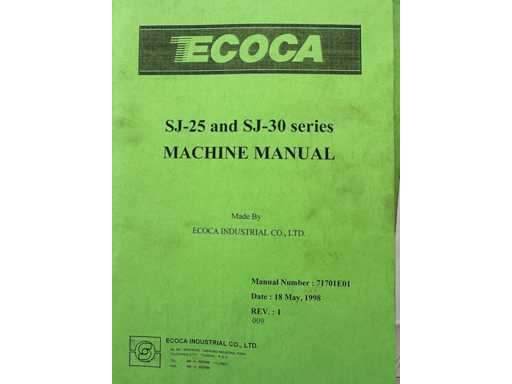 ECOCA
SJ-25 and SJ-30 series
MACHINE MANUAL
Made By
ECOCA INDUSTRIAL CO., LTD.
Manual Number : 71701E01
Date : 18 May, 1998
REV. : 1
009
ECOCA INDUSTRIAL CO., LTD.